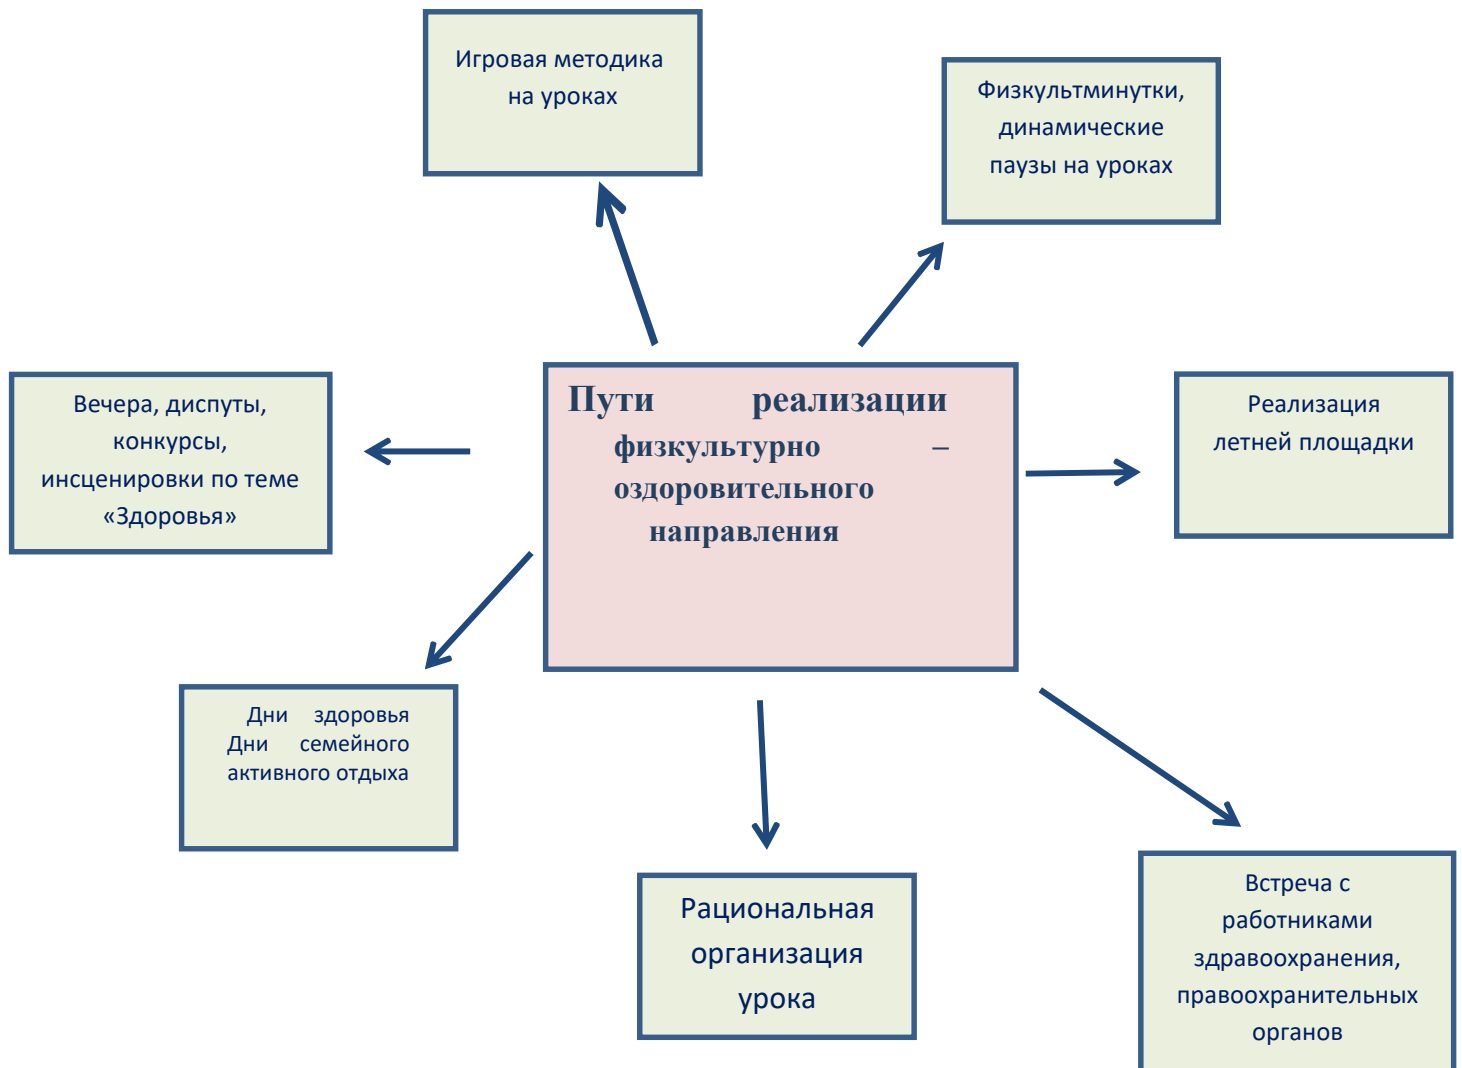 Игровая методика
на уроках
Физкультминутки,
динамические
паузы на уроках
Вечера, диспуты,
конкурсы,
инсценировки по теме
«Здоровья»
Пути реализации
физкультурно –
оздоровительного
направления
Реализация
летней площадки
Дни здоровья
Дни семейного
активного отдыха
Рациональная
организация
урока
Встреча с
работниками
здравоохранения,
правоохранительных
органов